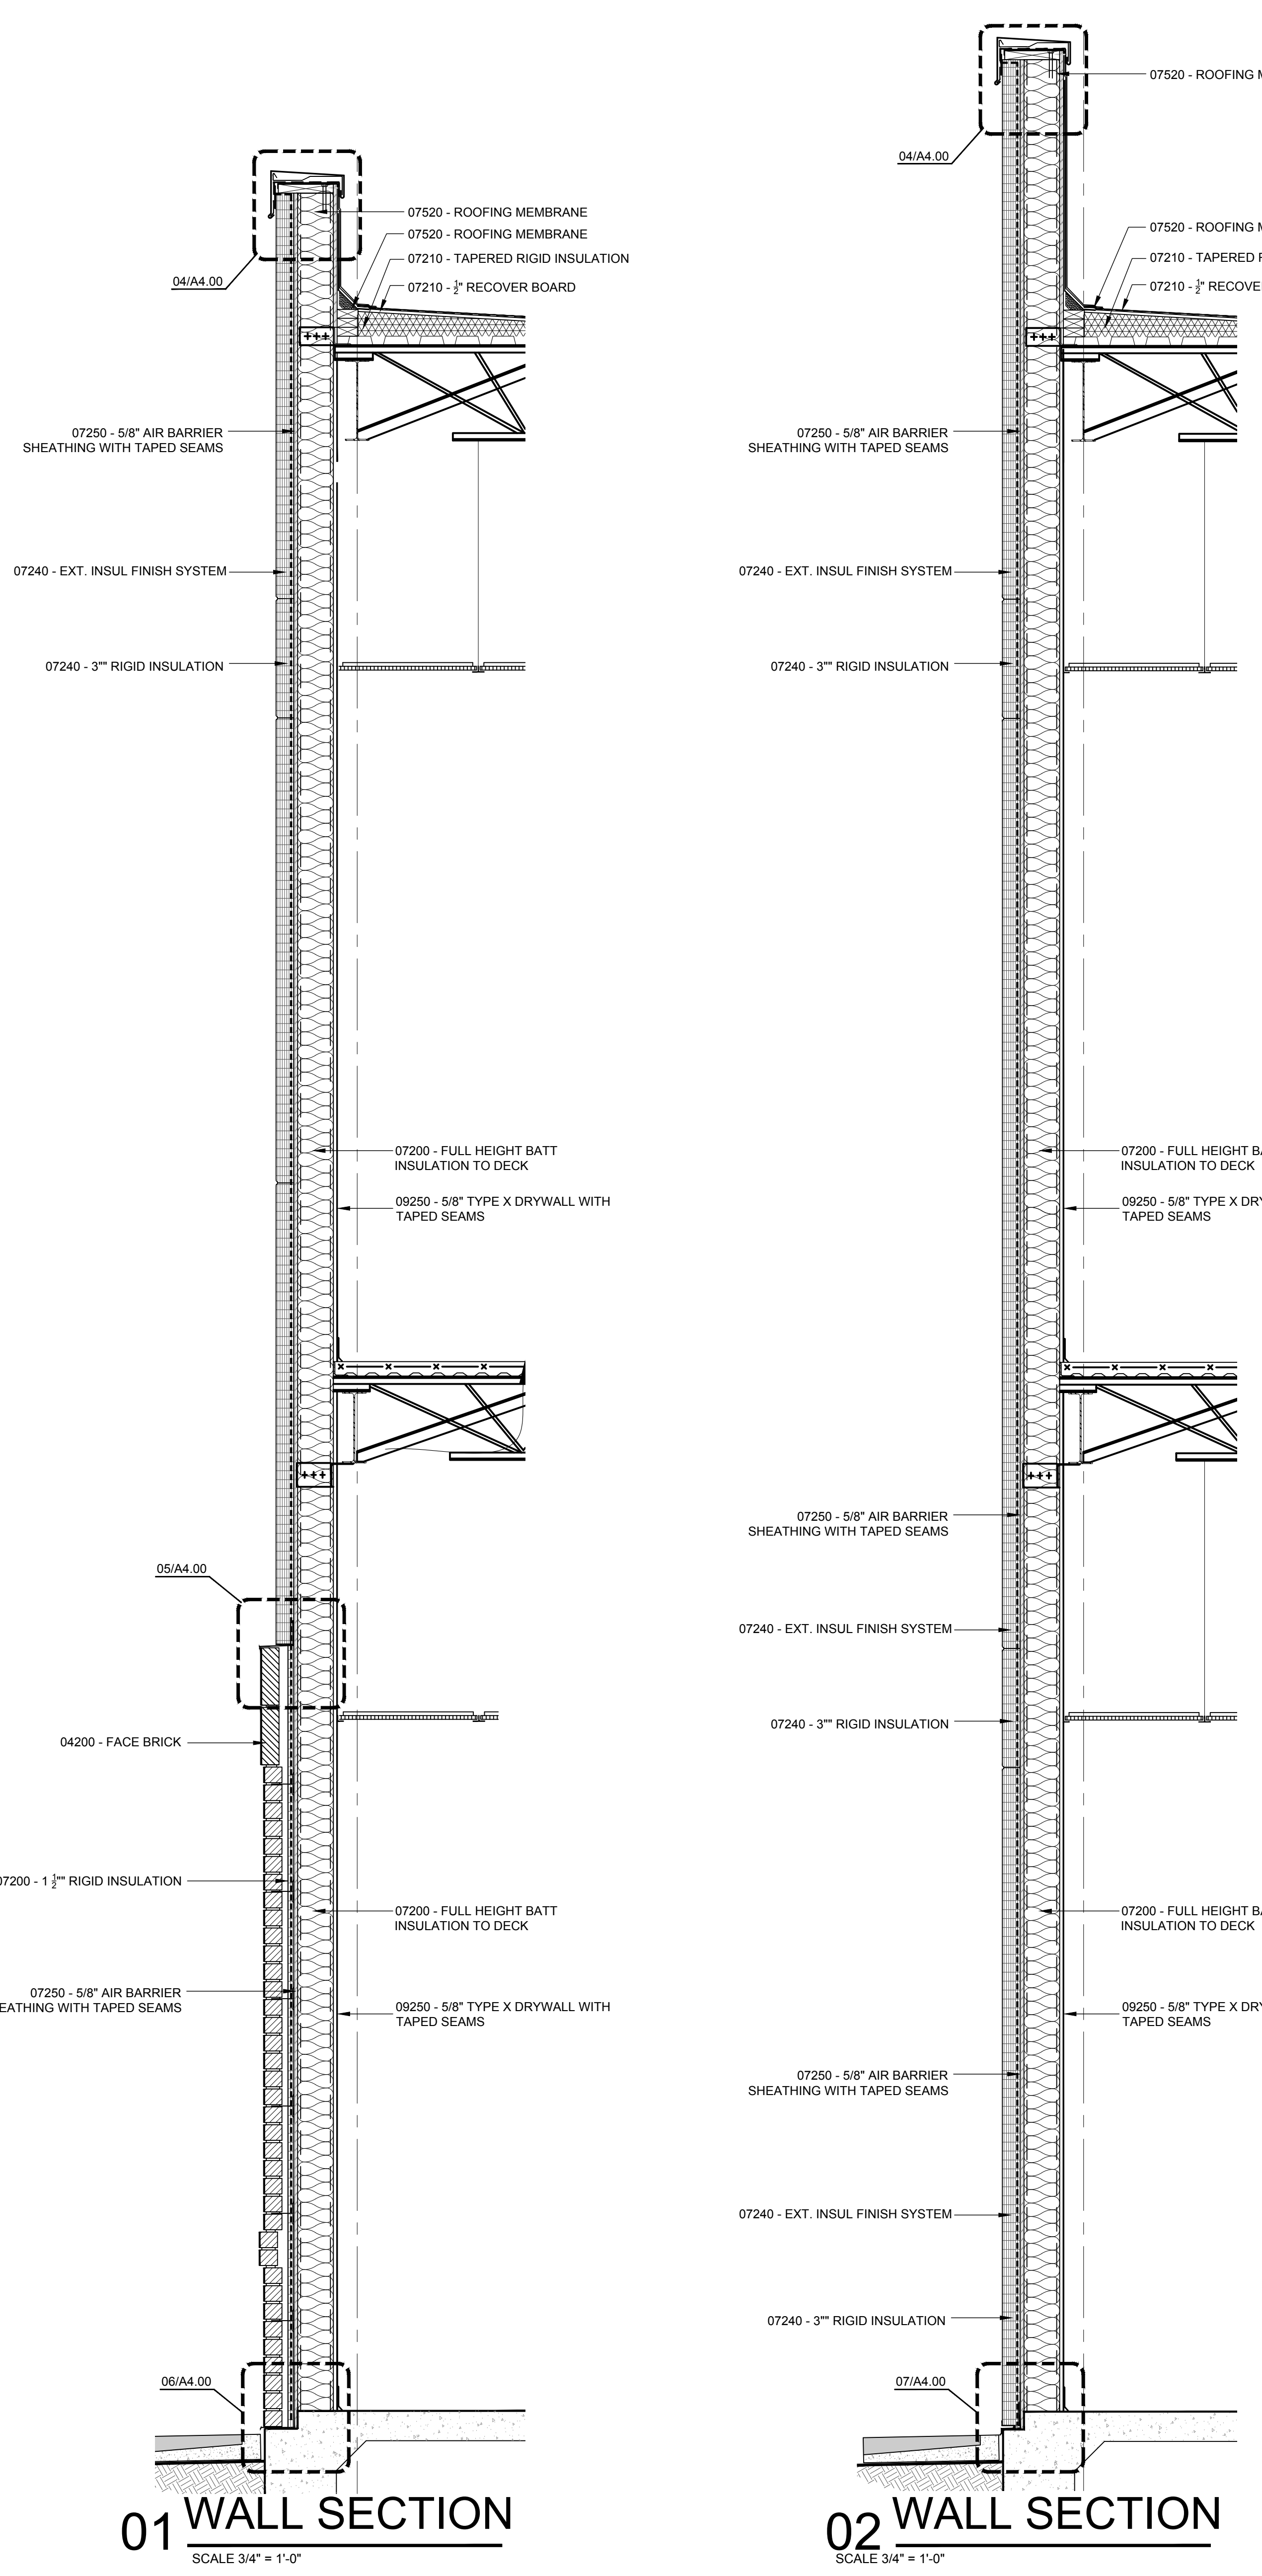 04/A4.00
07520 - ROOFING MEMBRANE
07520 - ROOFING MEMBRANE
07210 - TAPERED RIGID INSULATION
07210 - ½" RECOVER BOARD
07250 - 5/8" AIR BARRIER
SHEATHING WITH TAPED SEAMS
07240 - EXT. INSUL FINISH SYSTEM
07240 - 3"" RIGID INSULATION
07200 - FULL HEIGHT BATT
INSULATION TO DECK
09250 - 5/8" TYPE X DRYWALL WITH
TAPED SEAMS
05/A4.00
04200 - FACE BRICK
07200 - 1 ½"" RIGID INSULATION
07200 - FULL HEIGHT BATT
INSULATION TO DECK
07250 - 5/8" AIR BARRIER
EATHING WITH TAPED SEAMS
09250 - 5/8" TYPE X DRYWALL WITH
TAPED SEAMS
06/A4.00
01 WALL SECTION
SCALE 3/4" = 1'-0"
07520 - ROOFING
04/A4.00
07520 - ROOFING
07210 - TAPERED
07210 - ½" RECOVE
07250 - 5/8" AIR BARRIER
SHEATHING WITH TAPED SEAMS
07240 - EXT. INSUL FINISH SYSTEM
07240 - 3"" RIGID INSULATION
07200 - FULL HEIGHT BA
INSULATION TO DECK
09250 - 5/8" TYPE X DRY
TAPED SEAMS
07250 - 5/8" AIR BARRIER
SHEATHING WITH TAPED SEAMS
07240 - EXT. INSUL FINISH SYSTEM
07240 - 3"" RIGID INSULATION
07200 - FULL HEIGHT BA
INSULATION TO DECK
09250 - 5/8" TYPE X DRY
TAPED SEAMS
07250 - 5/8" AIR BARRIER
SHEATHING WITH TAPED SEAMS
07240 - EXT. INSUL FINISH SYSTEM
07240 - 3"" RIGID INSULATION
07/A4.00
02 WALL SECTION
SCALE 3/4" = 1'-0"